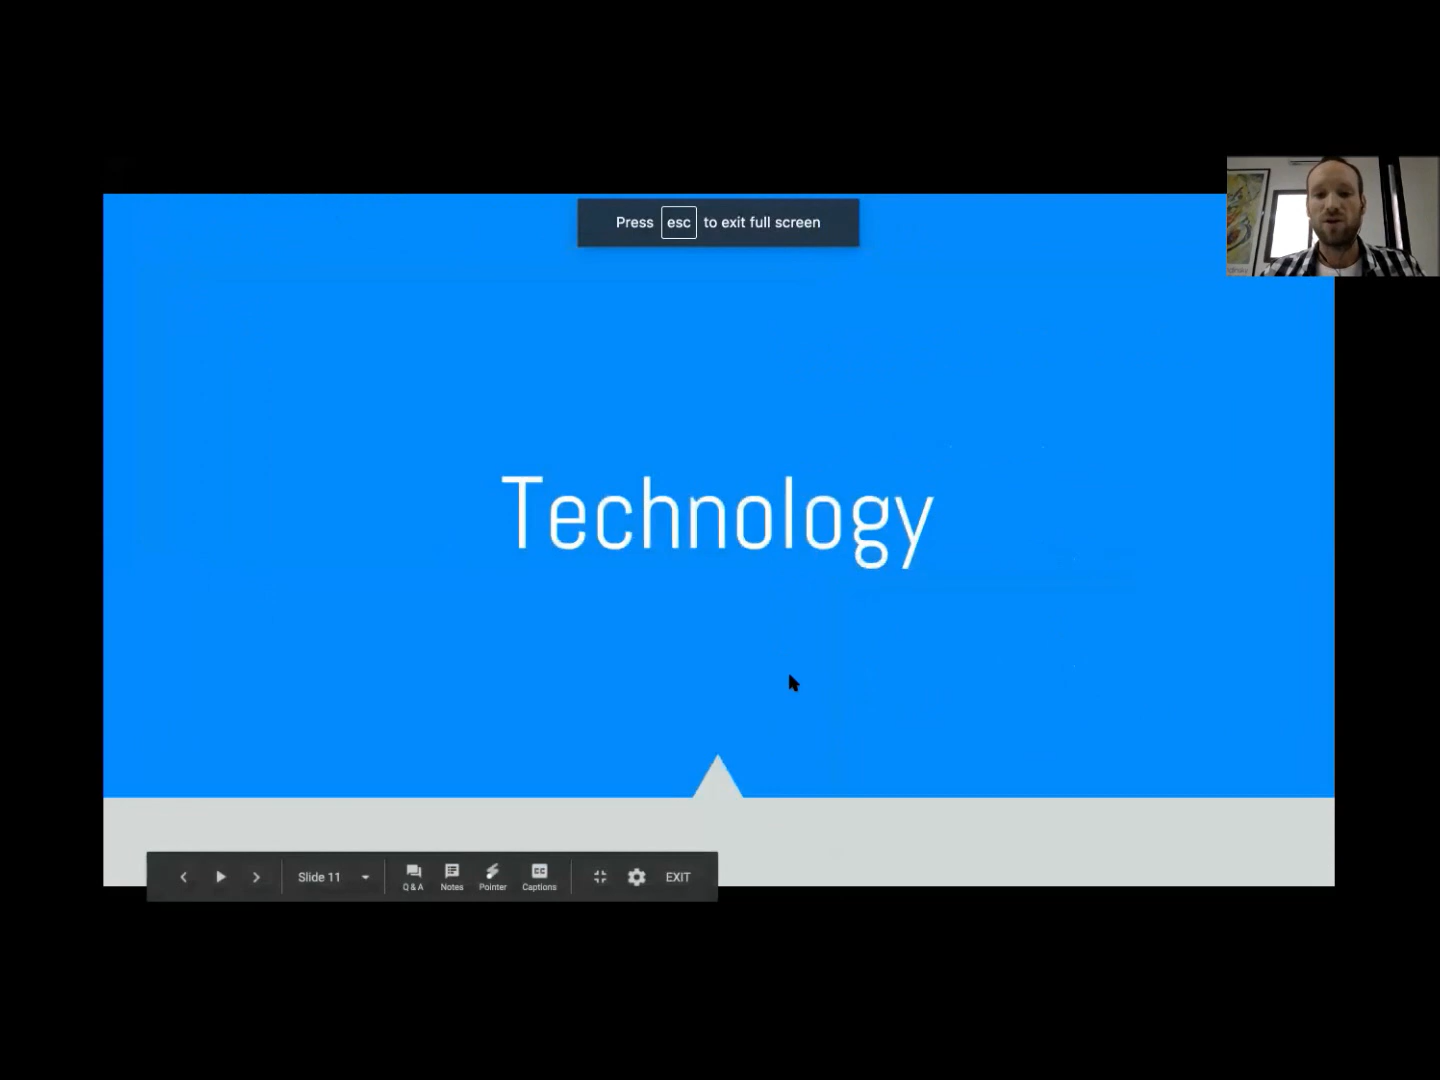 Press esc to exit full screen
Technology
Slide 11
Q & A
Notes
Pointer
Captions
EXIT